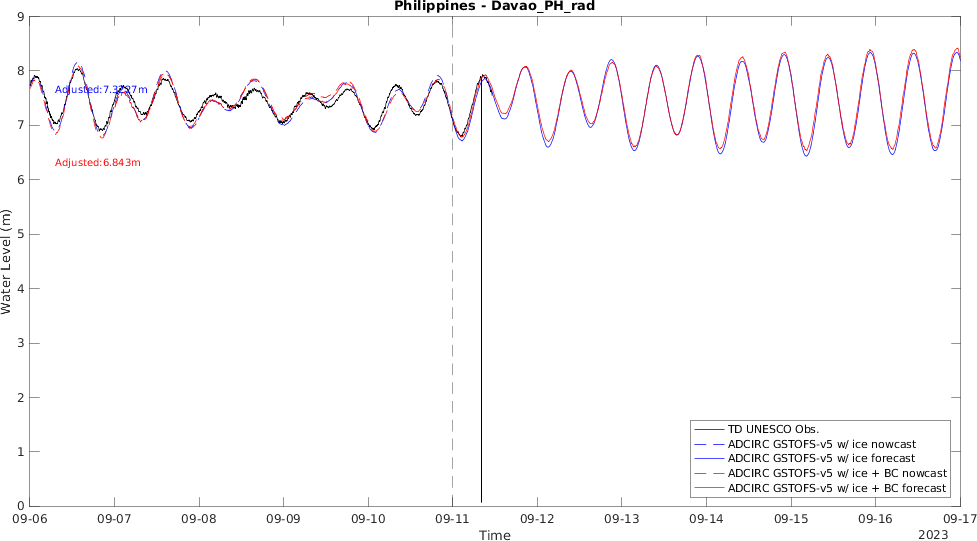 Philippines - Davao_PH_rad
9
8
7
6
5
4
3
2
1
0
Water Level (m)
Adjusted:7.3727m
Adjusted:6.843m
TD UNESCO Obs.
ADCIRC GSTOFS-v5 w/ ice nowcast
ADCIRC GSTOFS-v5 w/ ice forecast
ADCIRC GSTOFS-v5 w/ ice + BC nowcast
ADCIRC GSTOFS-v5 w/ ice + BC forecast
09-06 09-07 09-08 09-09 09-10 09-11 09-12 09-13 09-14 09-15 09-16 09-17
Time
2023